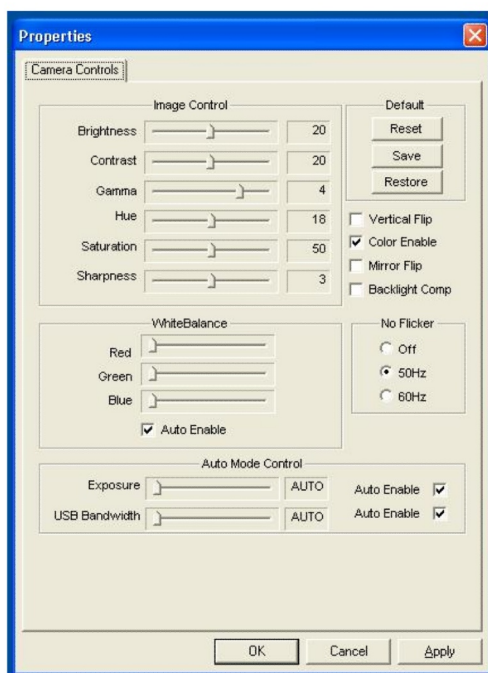 Properties
Camera Controls
Image Control
Brightness 20
Contrast 20
Gamma 4
Hue 18
Saturation 50
Sharpness 3
Default
Reset
Save
Restore
Vertical Flip
Color Enable
Mirror Flip
Backlight Comp
WhiteBalance
Red
Green
Blue
Auto Enable
No Flicker
Off
50Hz
60Hz
Auto Mode Control
Exposure AUTO Auto Enable
USB Bandwidth AUTO Auto Enable
OK Cancel Apply